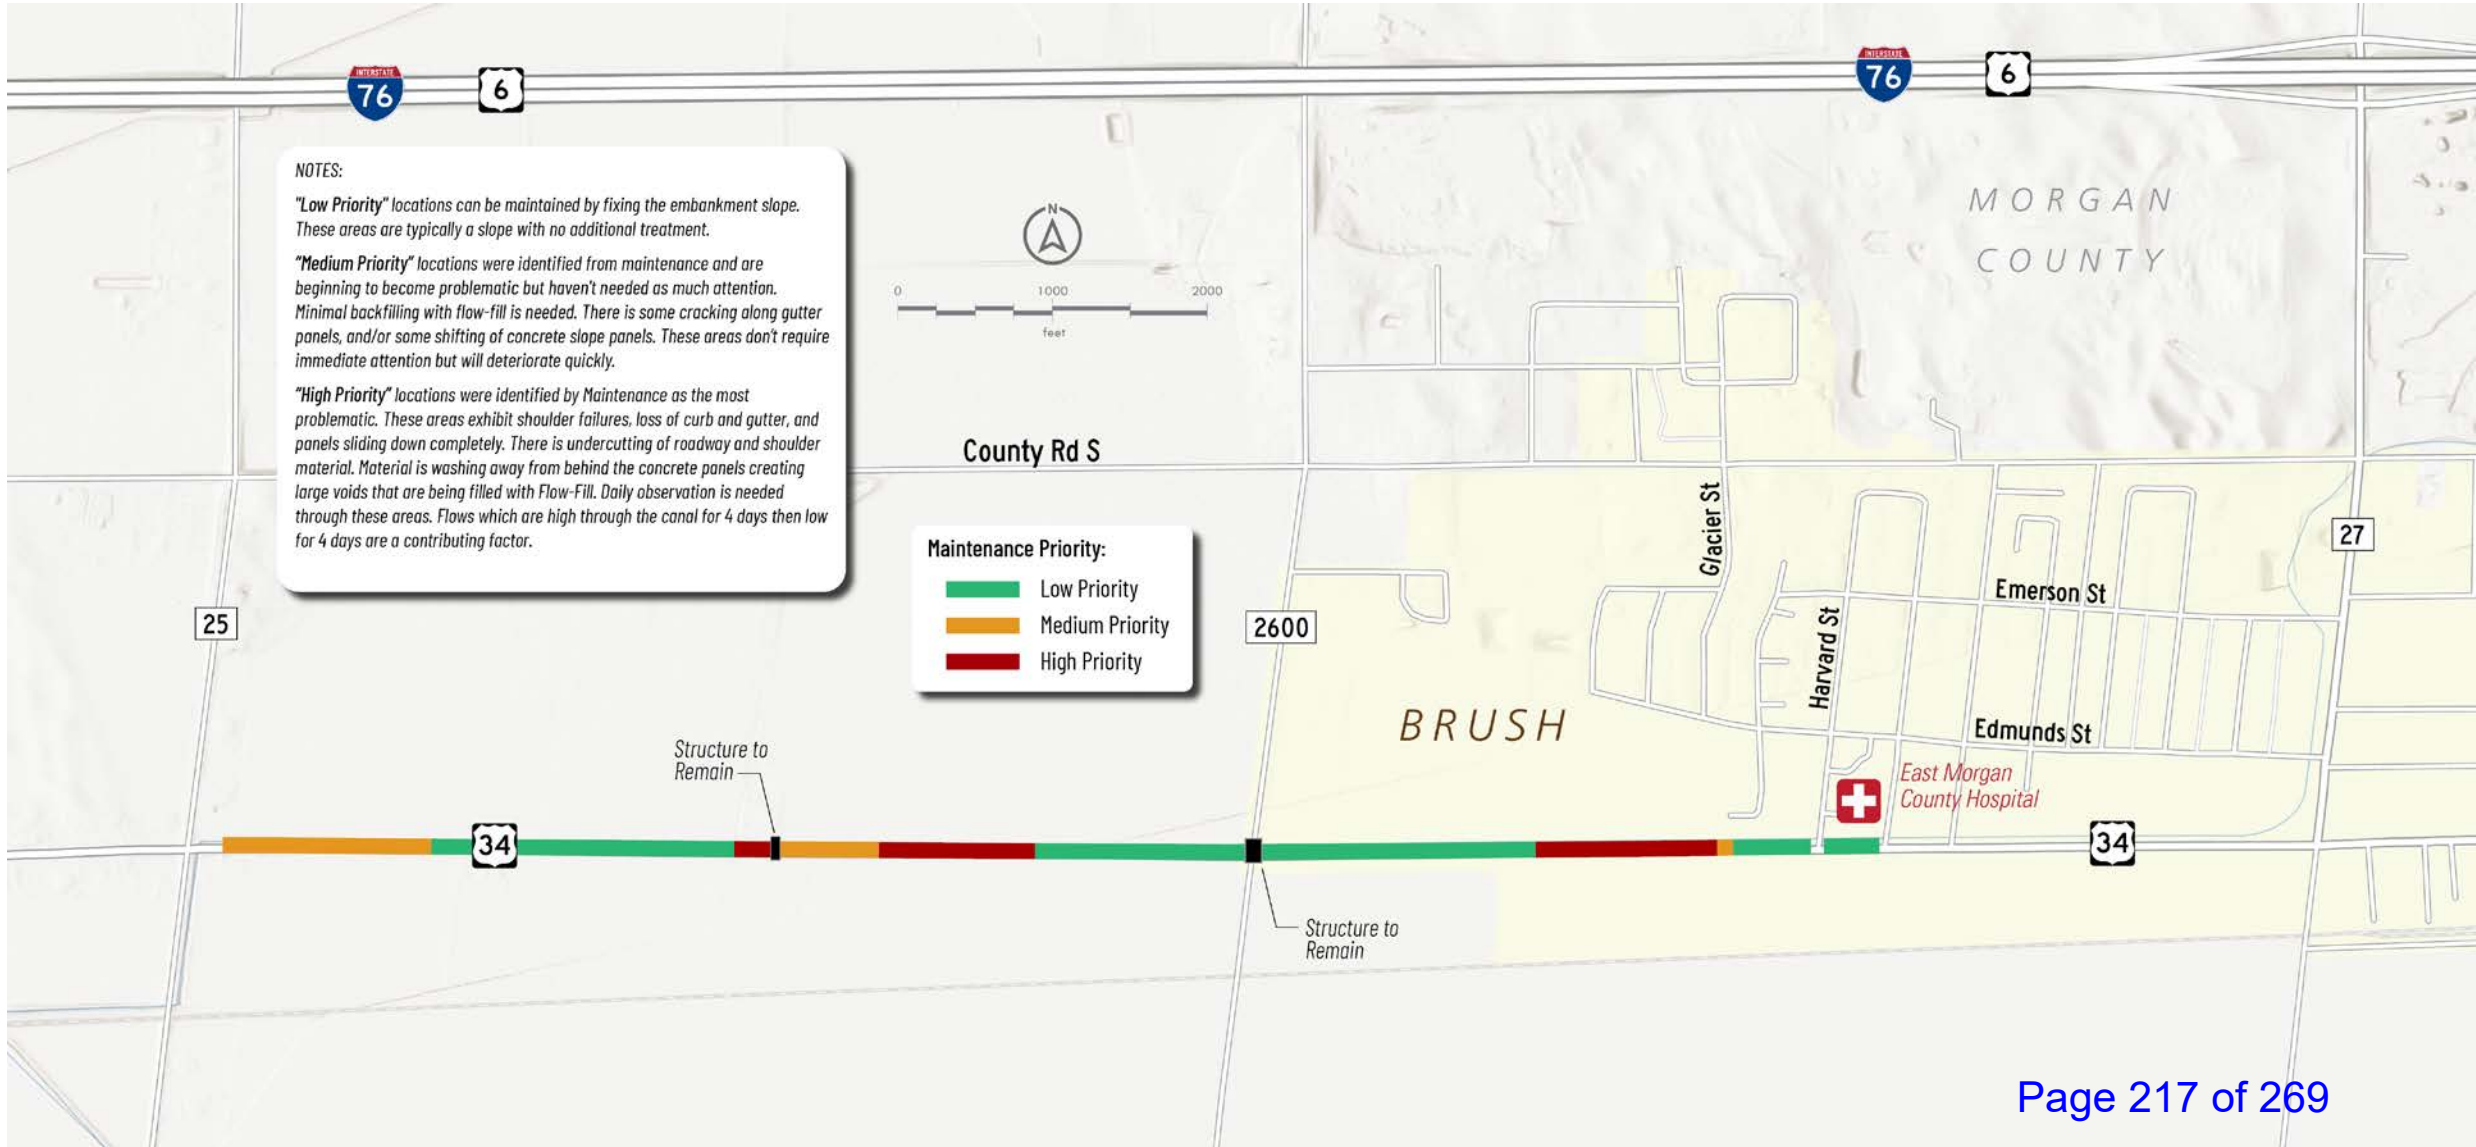 INTERSTATE
76
6
INTERSTATE
76
6
NOTES:
"Low Priority" locations can be maintained by fixing the embankment slope.
These areas are typically a slope with no additional treatment.
"Medium Priority" locations were identified from maintenance and are
beginning to become problematic but haven't needed as much attention.
Minimal backfilling with flow-fill is needed. There is some cracking along gutter
panels, and/or some shifting of concrete slope panels. These areas don't require
immediate attention but will deteriorate quickly.
"High Priority" locations were identified by Maintenance as the most
problematic. These areas exhibit shoulder failures, loss of curb and gutter, and
panels sliding down completely. There is undercutting of roadway and shoulder
material. Material is washing away from behind the concrete panels creating
large voids that are being filled with Flow-Fill. Daily observation is needed
through these areas. Flows which are high through the canal for 4 days then low
for 4 days are a contributing factor.
N
0 1000 2000
feet
MORGAN
COUNTY
County Rd S
Glacier St
27
Maintenance Priority:
Low Priority
Medium Priority
High Priority
25
2600
Emerson St
Harvard St
BRUSH
Edmunds St
Structure to
Remain
East Morgan
County Hospital
34
34
Structure to
Remain
Page 217 of 269